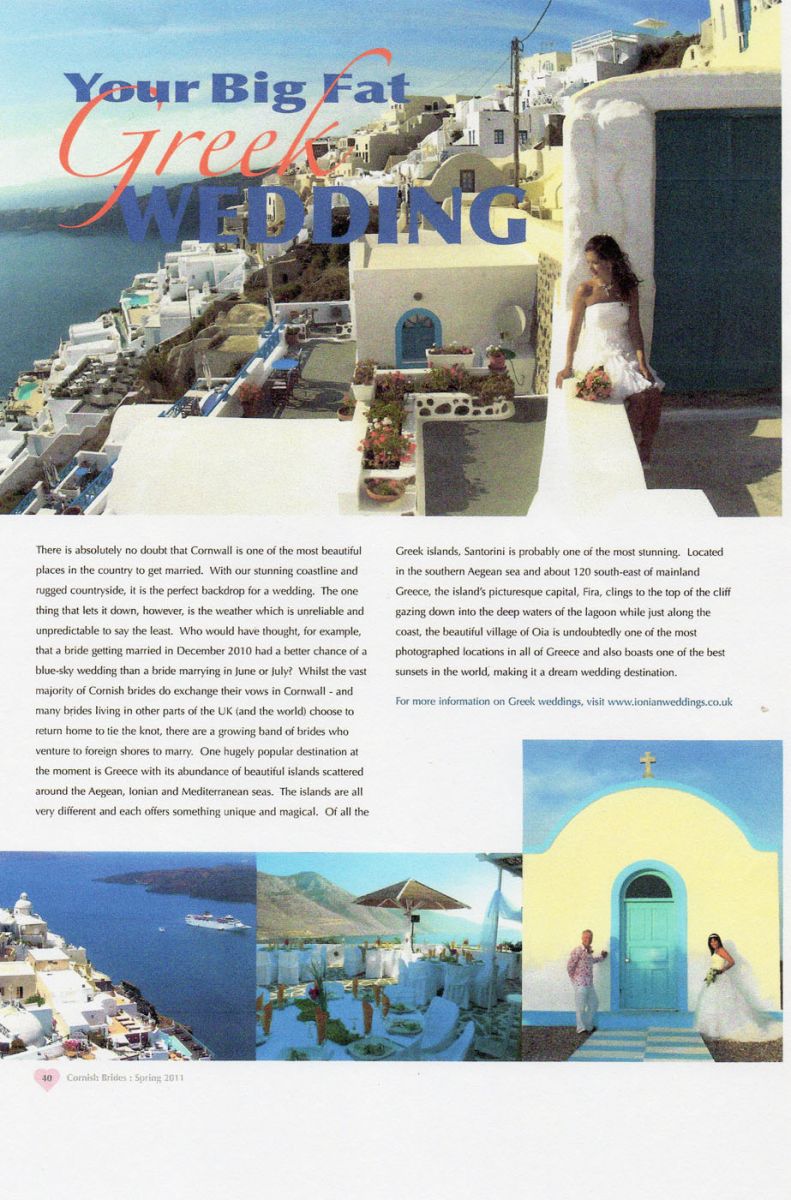 Your Big Fat
Greek
WEDDING
There is absolutely no doubt that Cornwall is one of the most beautiful
places in the country to get married.  With our stunning coastline and
rugged countryside, it is the perfect backdrop for a wedding.  The one
thing that lets it down, however, is the weather which is unreliable and
unpredictable to say the least.  Who would have thought, for example,
that a bride getting married in December 2010 had a better chance of a
blue-sky wedding than a bride marrying in June or July?  Whilst the vast
majority of Cornish brides do exchange their vows in Cornwall - and
many brides living in other parts of the UK (and the world) choose to
return home to tie the knot, there are a growing band of brides who
venture to foreign shores to marry.  One hugely popular destination at
the moment is Greece with its abundance of beautiful islands scattered
around the Aegean, Ionian and Mediterranean seas.  The islands are all
very different and each offers something unique and magical.  Of all the
Greek islands, Santorini is probably one of the most stunning.  Located
in the southern Aegean sea and about 120 south-east of mainland
Greece, the island's picturesque capital, Fira, clings to the top of the cliff
gazing down into the deep waters of the lagoon while just along the
coast, the beautiful village of Oia is undoubtedly one of the most
photographed locations in all of Greece and also boasts one of the best
sunsets in the world, making it a dream wedding destination.
For more information on Greek weddings, visit www.ionianweddings.co.uk
40 Cornish Brides : Spring 2011